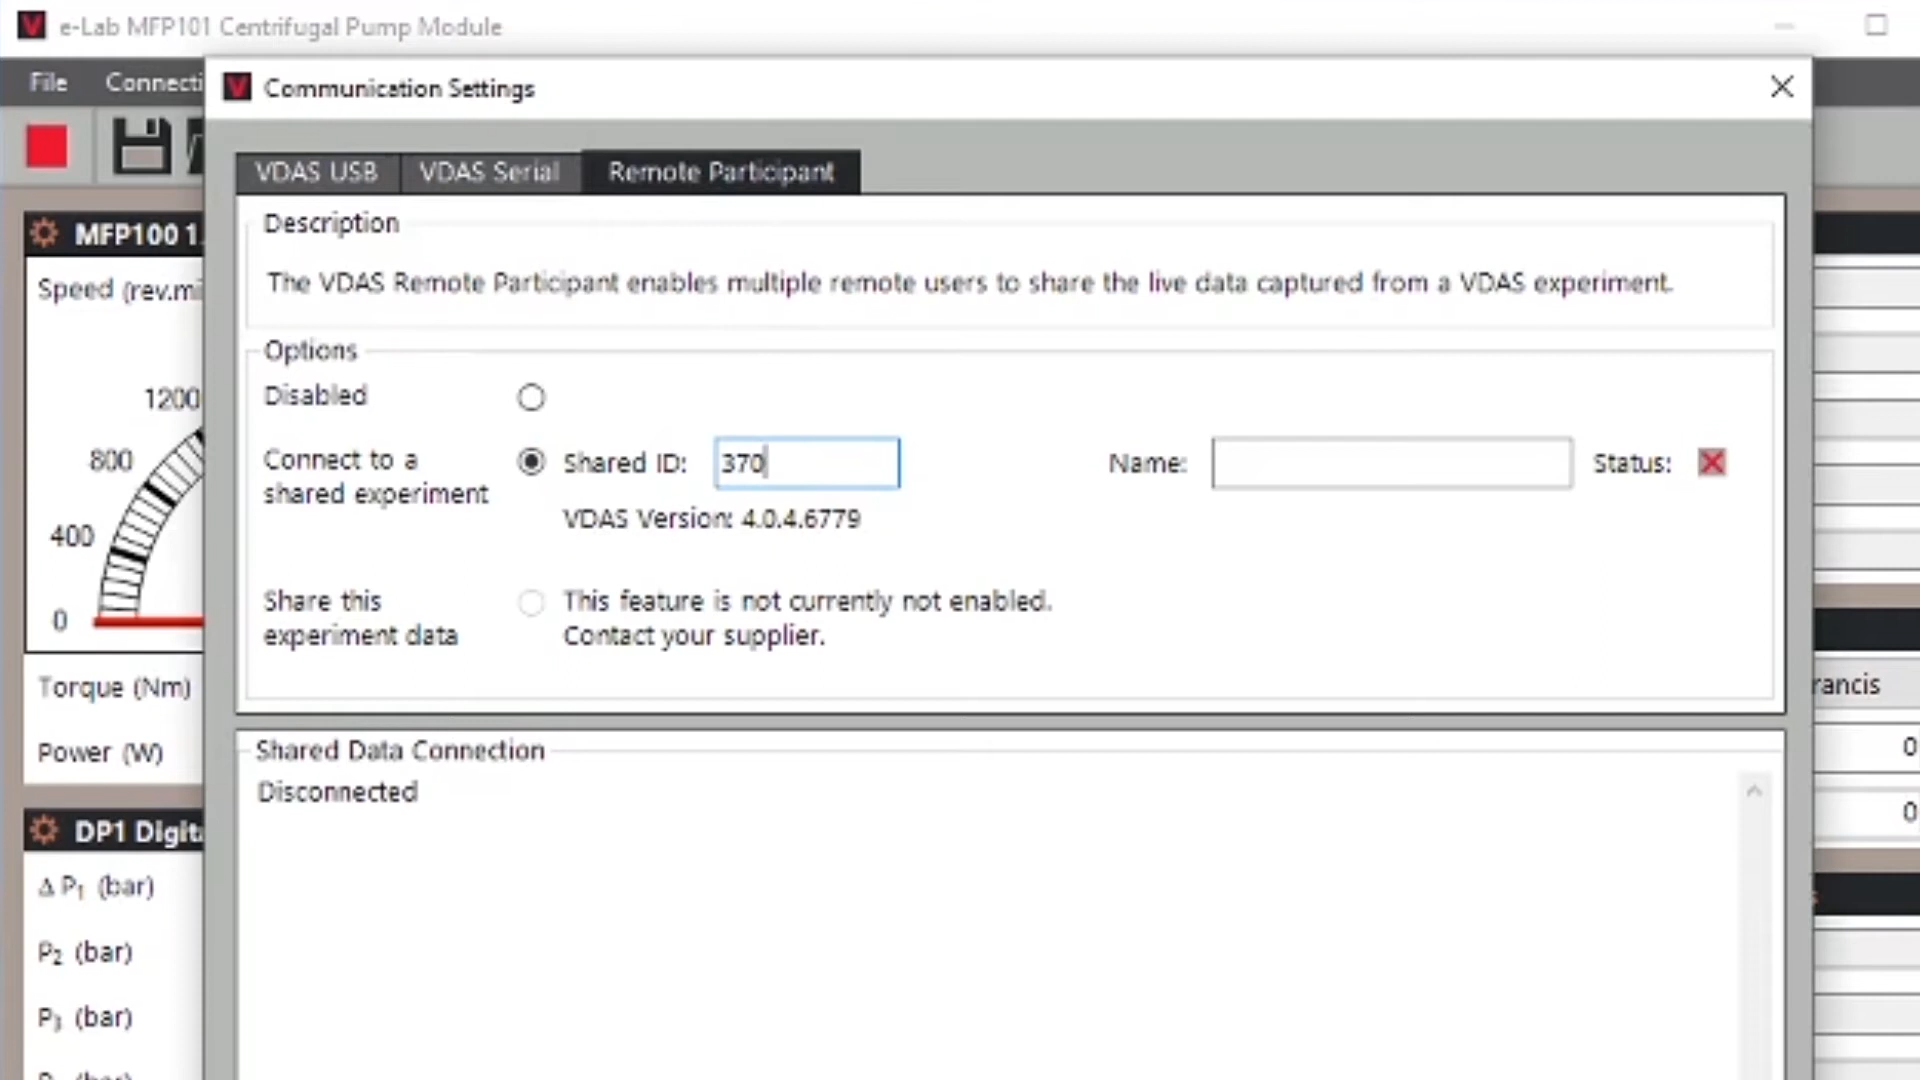 e-Lab MFP101 Centrifugal Pump Module
File Connecti
Communication Settings
VDAS USB VDAS Serial Remote Participant
Description
The VDAS Remote Participant enables multiple remote users to share the live data captured from a VDAS experiment.
Options
Disabled
Connect to a
shared experiment
Shared ID: 370
Name:
Status:
VDAS Version: 4.0.4.6779
Share this
experiment data
This feature is not currently not enabled.
Contact your supplier.
Shared Data Connection
Disconnected
MFP100 1.
Speed (rev.mi
1200
800
400
0
Torque (Nm)
Power (W)
DP1 Digit
Δ P1 (bar)
P2 (bar)
P3 (bar)
rancis
0
0